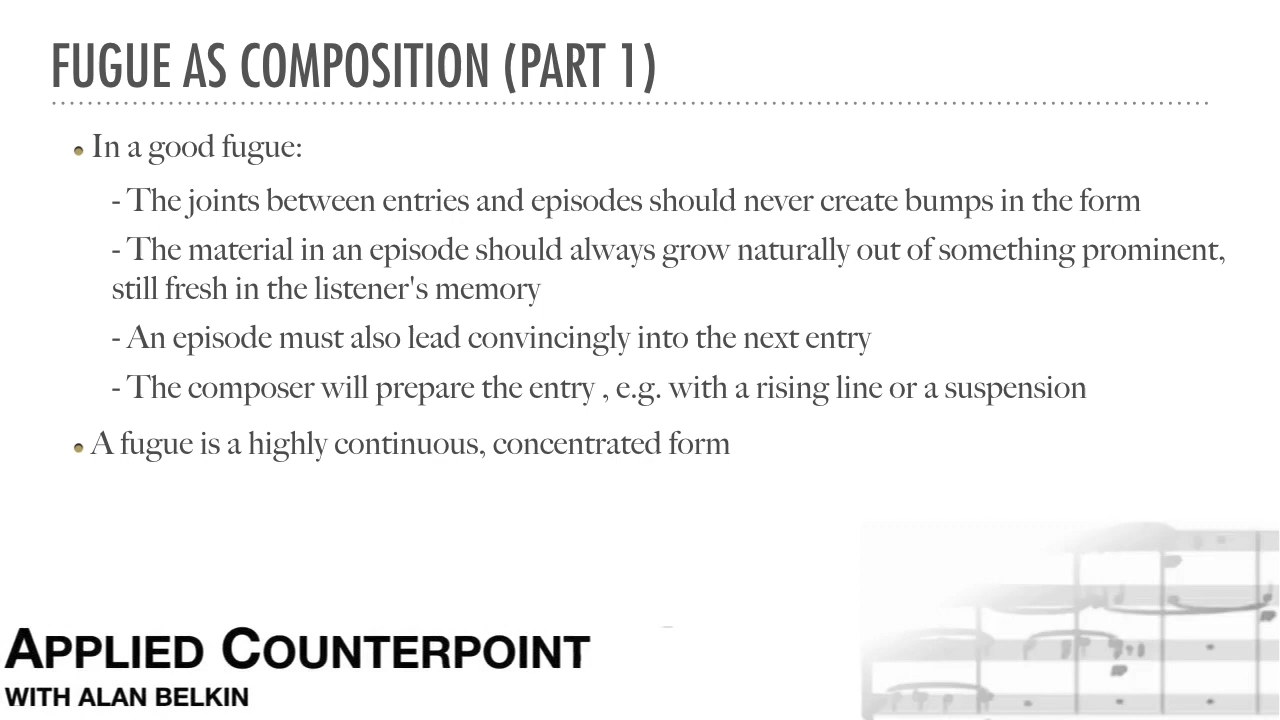 FUGUE AS COMPOSITION (PART 1)
In a good fugue:
- The joints between entries and episodes should never create bumps in the form
- The material in an episode should always grow naturally out of something prominent,
still fresh in the listener's memory
- An episode must also lead convincingly into the next entry
- The composer will prepare the entry , e.g. with a rising line or a suspension
A fugue is a highly continuous, concentrated form
APPLIED COUNTERPOINT
WITH ALAN BELKIN